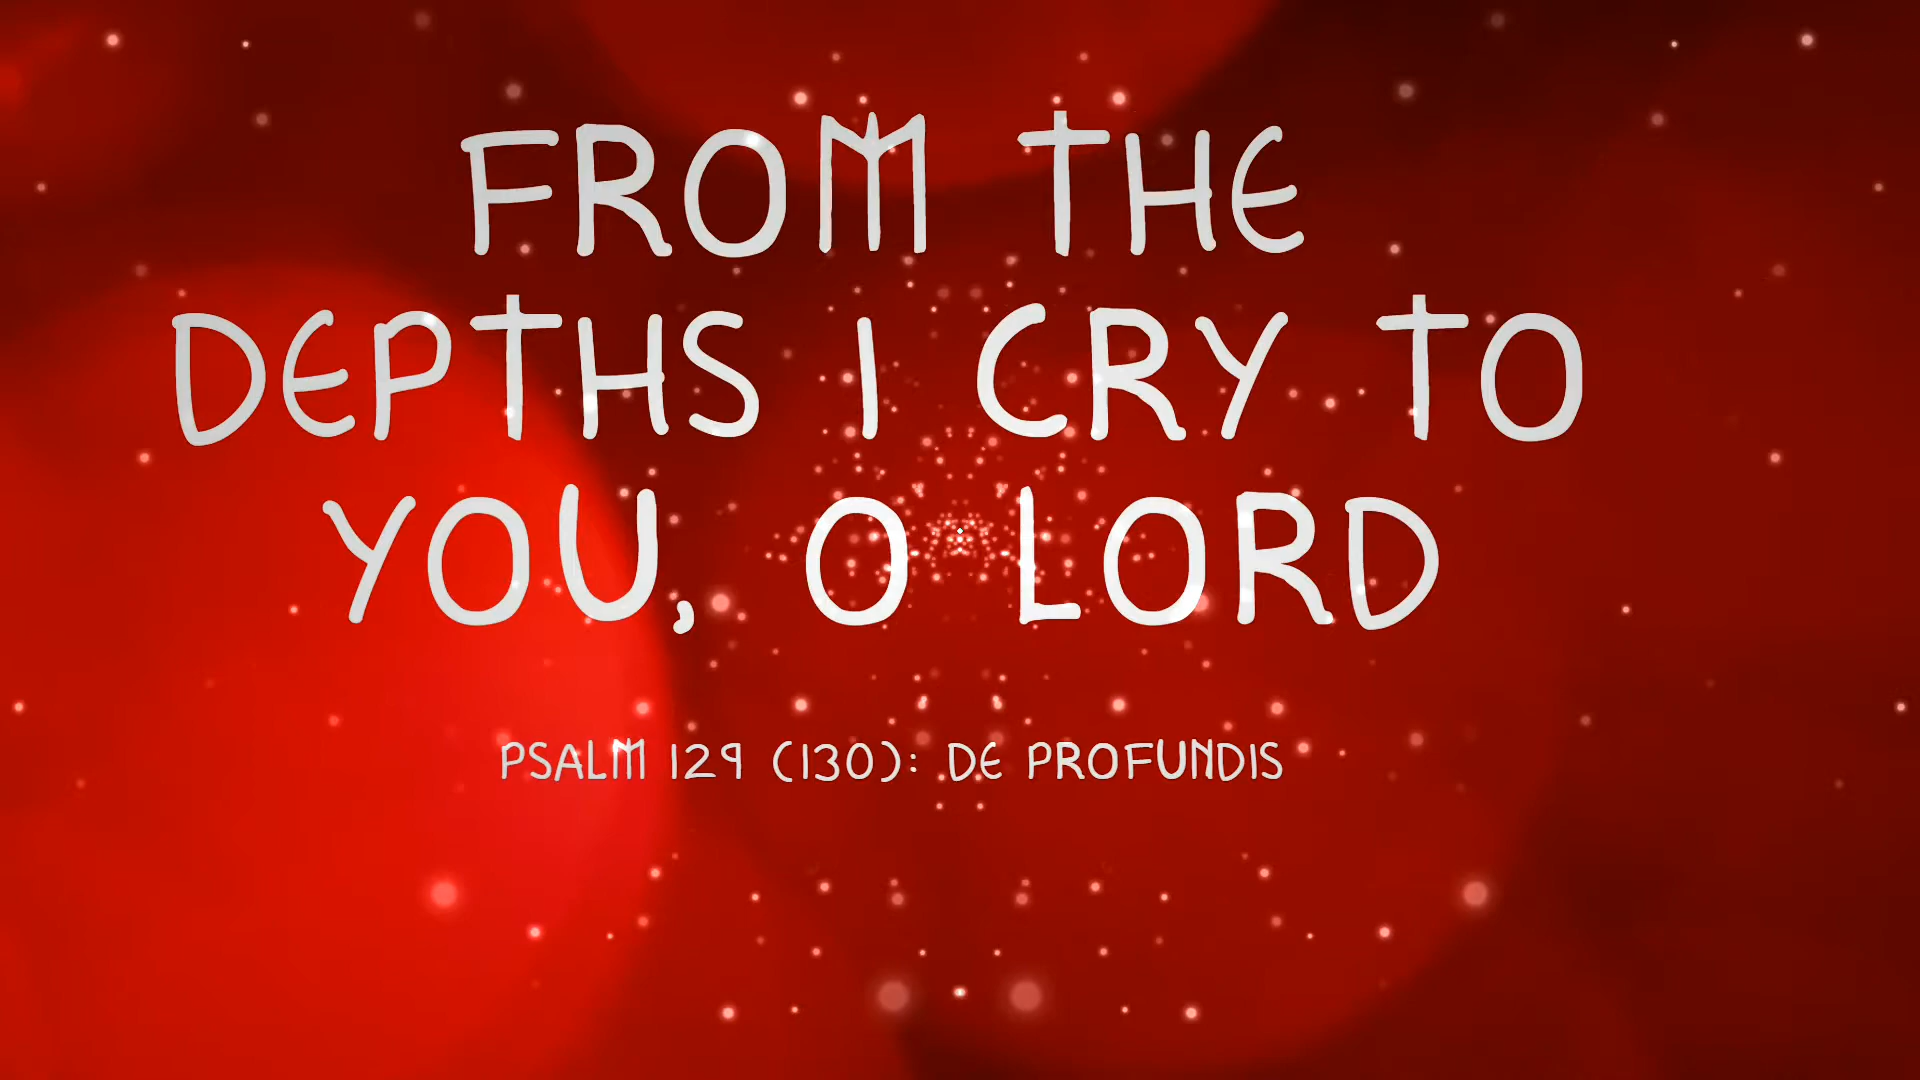 FROM THE
DEPTHS I CRY TO
YOU, O LORD
PSALM 129 (130): DE PROFUNDIS